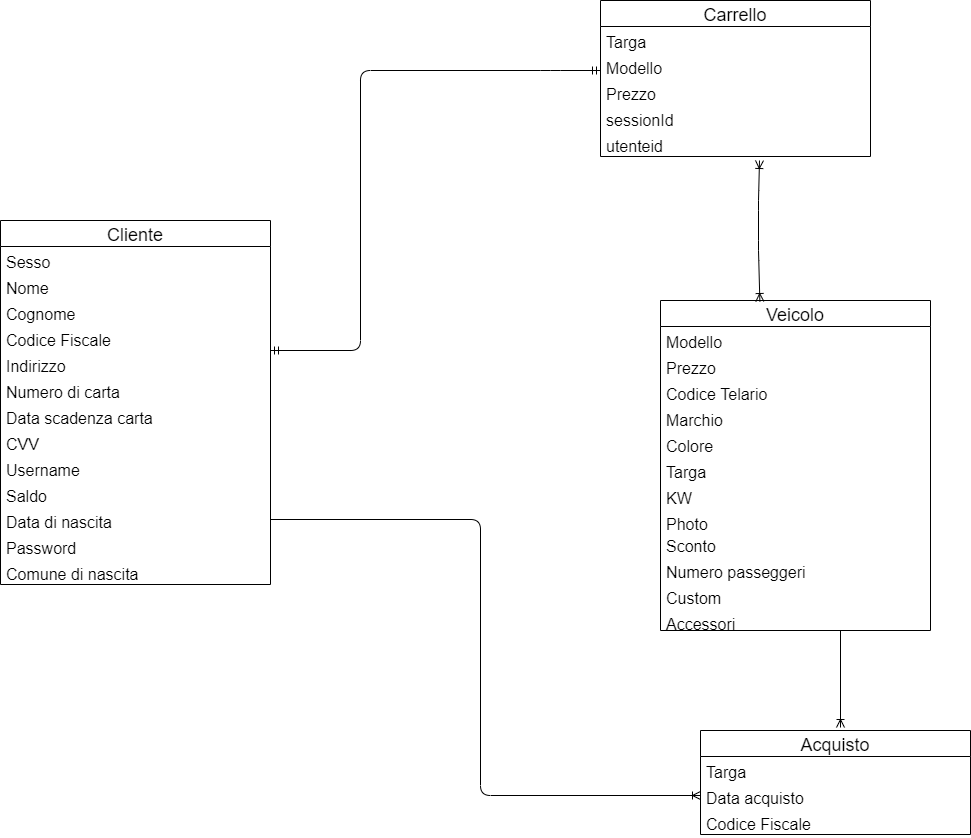 Carrello
Targa
Modello
Prezzo
sessionId
utenteid
Cliente
Sesso
Nome
Cognome
Codice Fiscale
Indirizzo
Numero di carta
Data scadenza carta
CVV
Username
Saldo
Data di nascita
Password
Comune di nascita
Veicolo
Modello
Prezzo
Codice Telario
Marchio
Colore
Targa
KW
Photo
Sconto
Numero passeggeri
Custom
Accessori
Acquisto
Targa
Data acquisto
Codice Fiscale